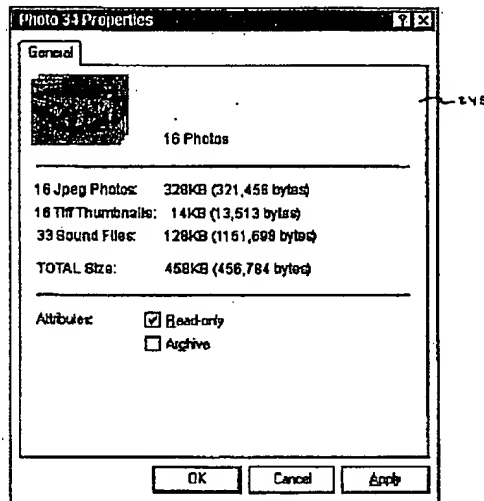 Photo 34 Properties
General
16 Photos
16 Jpeg Photos: 328KB (321,456 bytes)
16 Tiff Thumbnails: 14KB (13,513 bytes)
33 Sound Files: 128KB (1151,698 bytes)
TOTAL Size: 458KB (456,784 bytes)
Attributes: Read-only
Archive
OK Cancel Apply